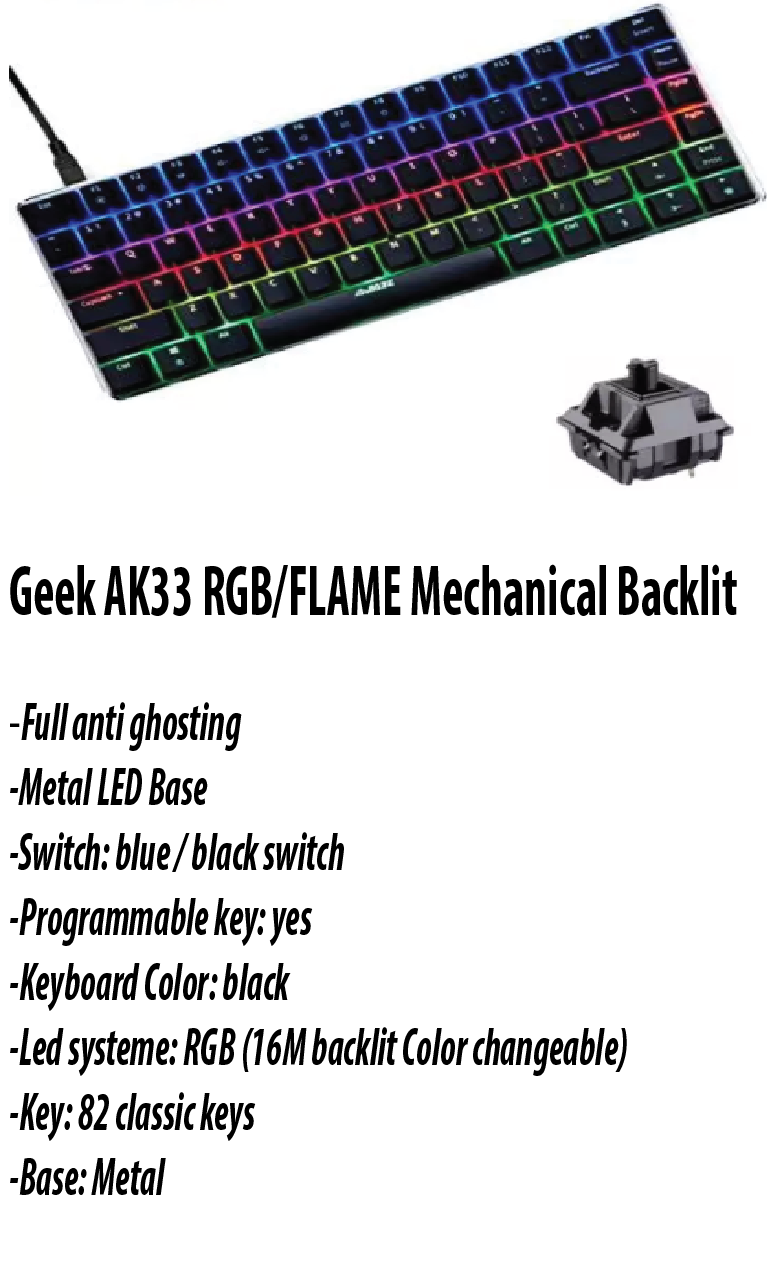 Geek AK33 RGB/FLAME Mechanical Backlit
-Full anti ghosting
-Metal LED Base
-Switch: blue / black switch
-Programmable key: yes
-Keyboard Color: black
-Led systeme: RGB (16M backlit Color changeable)
-Key: 82 classic keys
-Base: Metal